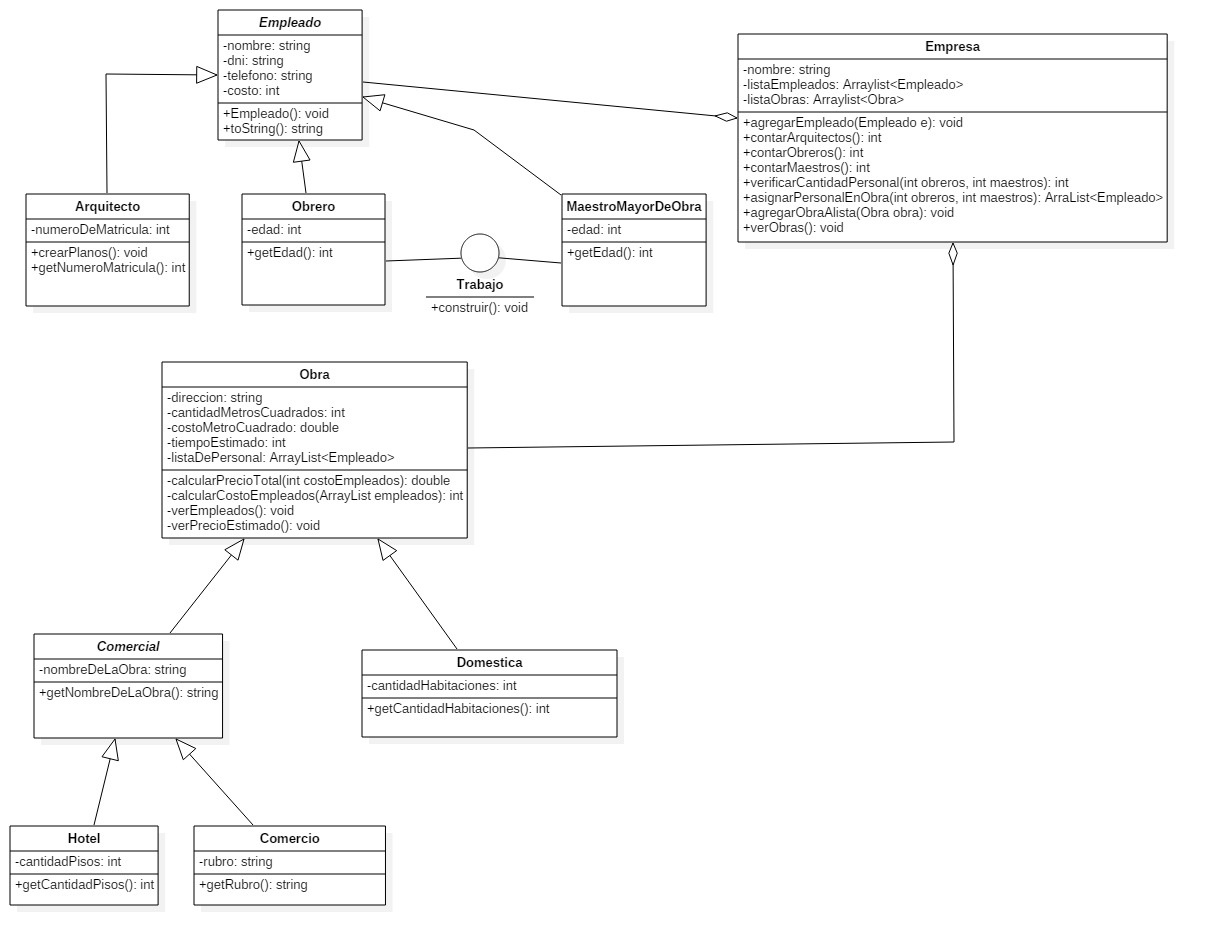 Empleado
-nombre: string
-dni: string
-telefono: string
-costo: int
+Empleado(): void
+toString(): string
Empresa
-nombre: string
-listaEmpleados: Arraylist<Empleado>
-listaObras: Arraylist<Obra>
+agregarEmpleado(Empleado e): void
+contarArquitectos(): int
+contarObreros(): int
+contarMaestros(): int
+verificarCantidadPersonal(int obreros, int maestros): int
+asignarPersonalEnObra(int obreros, int maestros): ArraList<Empleado>
+agregarObraAlista(Obra obra): void
+verObras(): void
Arquitecto
-numeroDeMatricula: int
+crearPlanos(): void
+getNumeroMatricula(): int
Obrero
-edad: int
+getEdad(): int
Trabajo
+construir(): void
MaestroMayorDeObra
-edad: int
+getEdad(): int
Obra
-direccion: string
-cantidadMetrosCuadrados: int
-costoMetroCuadrado: double
-tiempoEstimado: int
-listaDePersonal: ArrayList<Empleado>
-calcularPrecioTotal(int costoEmpleados): double
-calcularCostoEmpleados(ArrayList empleados): int
-verEmpleados(): void
-verPrecioEstimado(): void
Comercial
-nombreDeLaObra: string
+getNombreDeLaObra(): string
Domestica
-cantidadHabitaciones: int
+getCantidadHabitaciones(): int
Hotel
-cantidadPisos: int
+getCantidadPisos(): int
Comercio
-rubro: string
+getRubro(): string